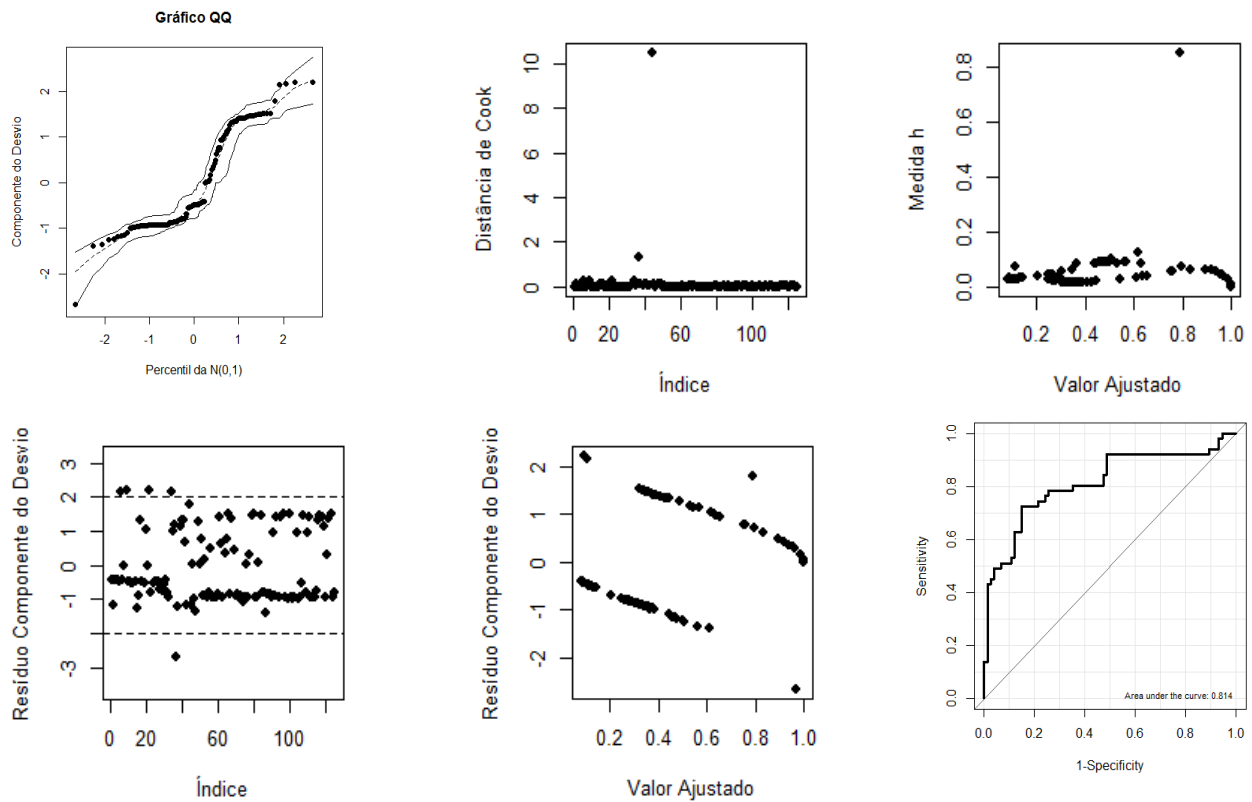 Gráfico QQ
Componente do Desvio
2
1
0
-1
-2
-2 -1 0 1 2
Percentil da N(0,1)
Distância de Cook
10
8
6
4
2
0
0 20 60 100
Índice
Medida h
0.8
0.6
0.4
0.2
0.0
0.2 0.4 0.6 0.8 1.0
Valor Ajustado
Resíduo Componente do Desvio
3
2
1
0
-1
-3
0 20 60 100
Índice
Resíduo Componente do Desvio
2
1
0
-1
-2
0.2 0.4 0.6 0.8 1.0
Valor Ajustado
Sensitivity
1.0
0.8
0.6
0.4
0.2
0.0
Area under the curve: 0.814
0.0 0.2 0.4 0.6 0.8 1.0
1-Specificity